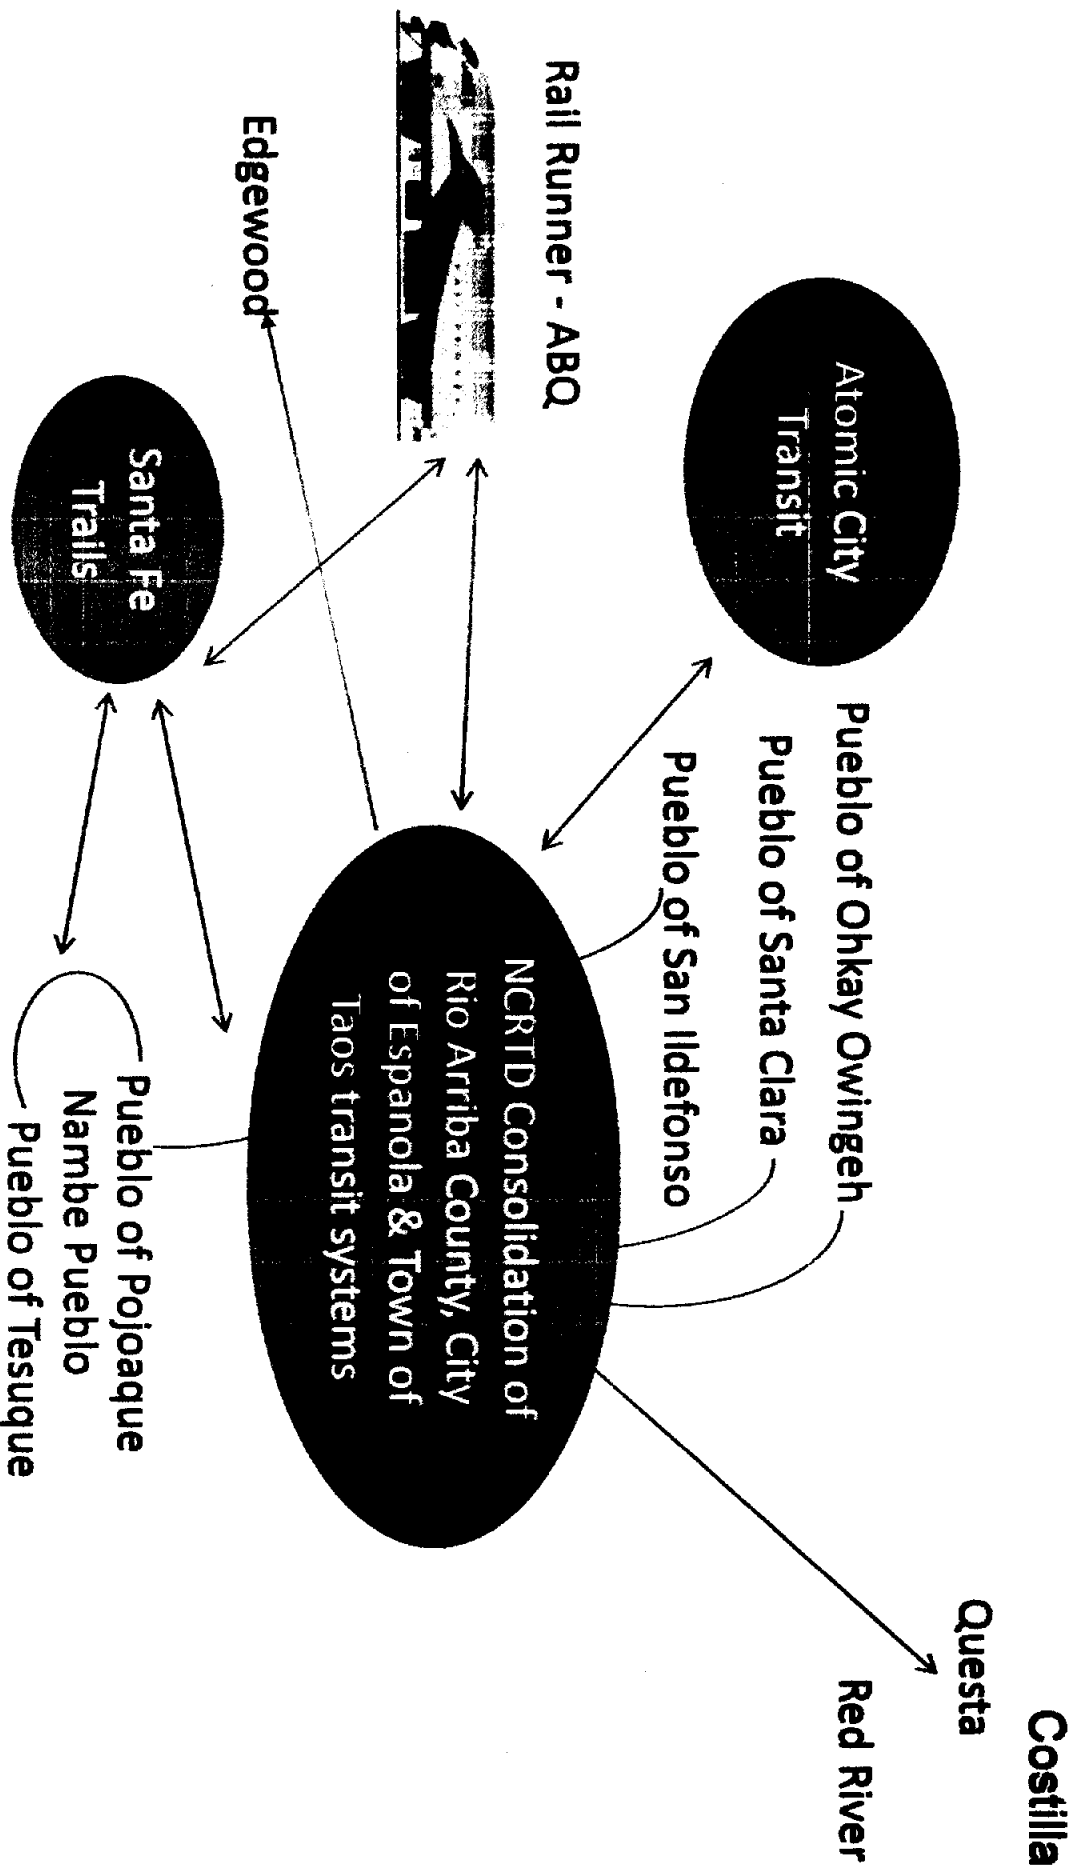 Costilla
Questa
Red River
Atomic City
Transit
Pueblo of Ohkay Owingeh
Pueblo of Santa Clara
Pueblo of San Ildefonso
Rail Runner - ABQ
NCRTD Consolidation of
Rio Arriba County, City
of Espanola & Town of
Taos transit systems
Edgewood
Santa Fe
Trails
Pueblo of Pojoaque
Nambe Pueblo
Pueblo of Tesuque